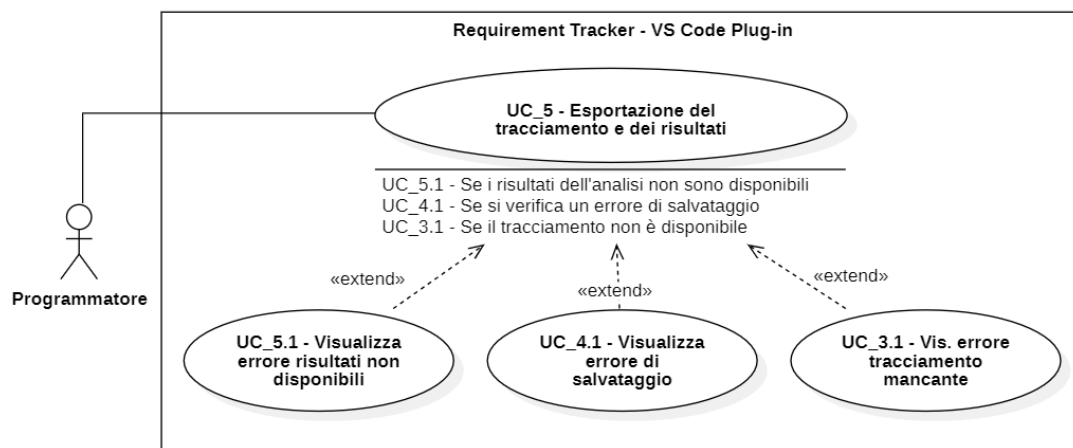 Requirement Tracker - VS Code Plug-in
UC_5 - Esportazione del
tracciamento e dei risultati
UC_5.1 - Se i risultati dell'analisi non sono disponibili
UC_4.1 - Se si verifica un errore di salvataggio
UC_3.1 - Se il tracciamento non è disponibile
Programmatore
«extend»
«extend»
«extend»
UC_5.1 - Visualizza
errore risultati non
disponibili
UC_4.1 - Visualizza
errore di
salvataggio
UC_3.1 - Vis. errore
tracciamento
mancante